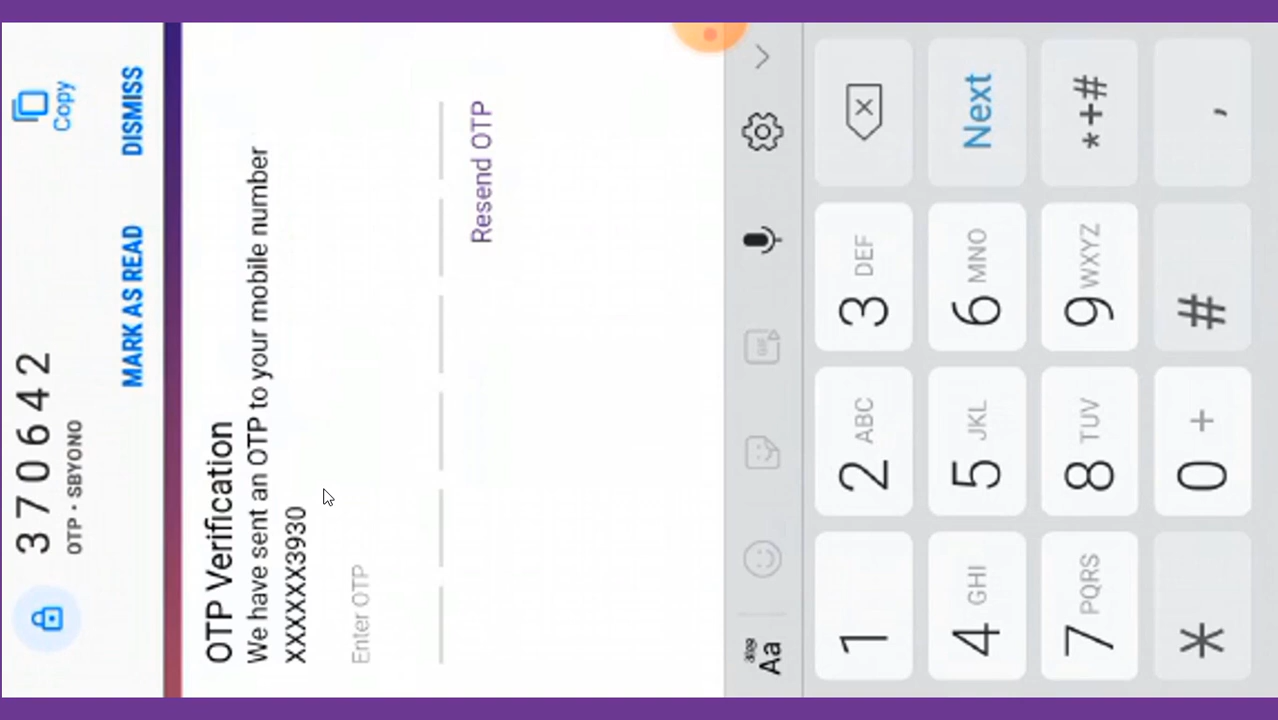 370642
OTP • SBYONO
Copy
MARK AS READ
DISMISS
OTP Verification
We have sent an OTP to your mobile number
XXXXXX3930
Enter OTP
Resend OTP
Aa
GIF
1
2 ABC
3 DEF
4 GHI
5 JKL
6 MNO
Next
7 PQRS
8 TUV
9 WXYZ
*+#
*
0 +
#
,